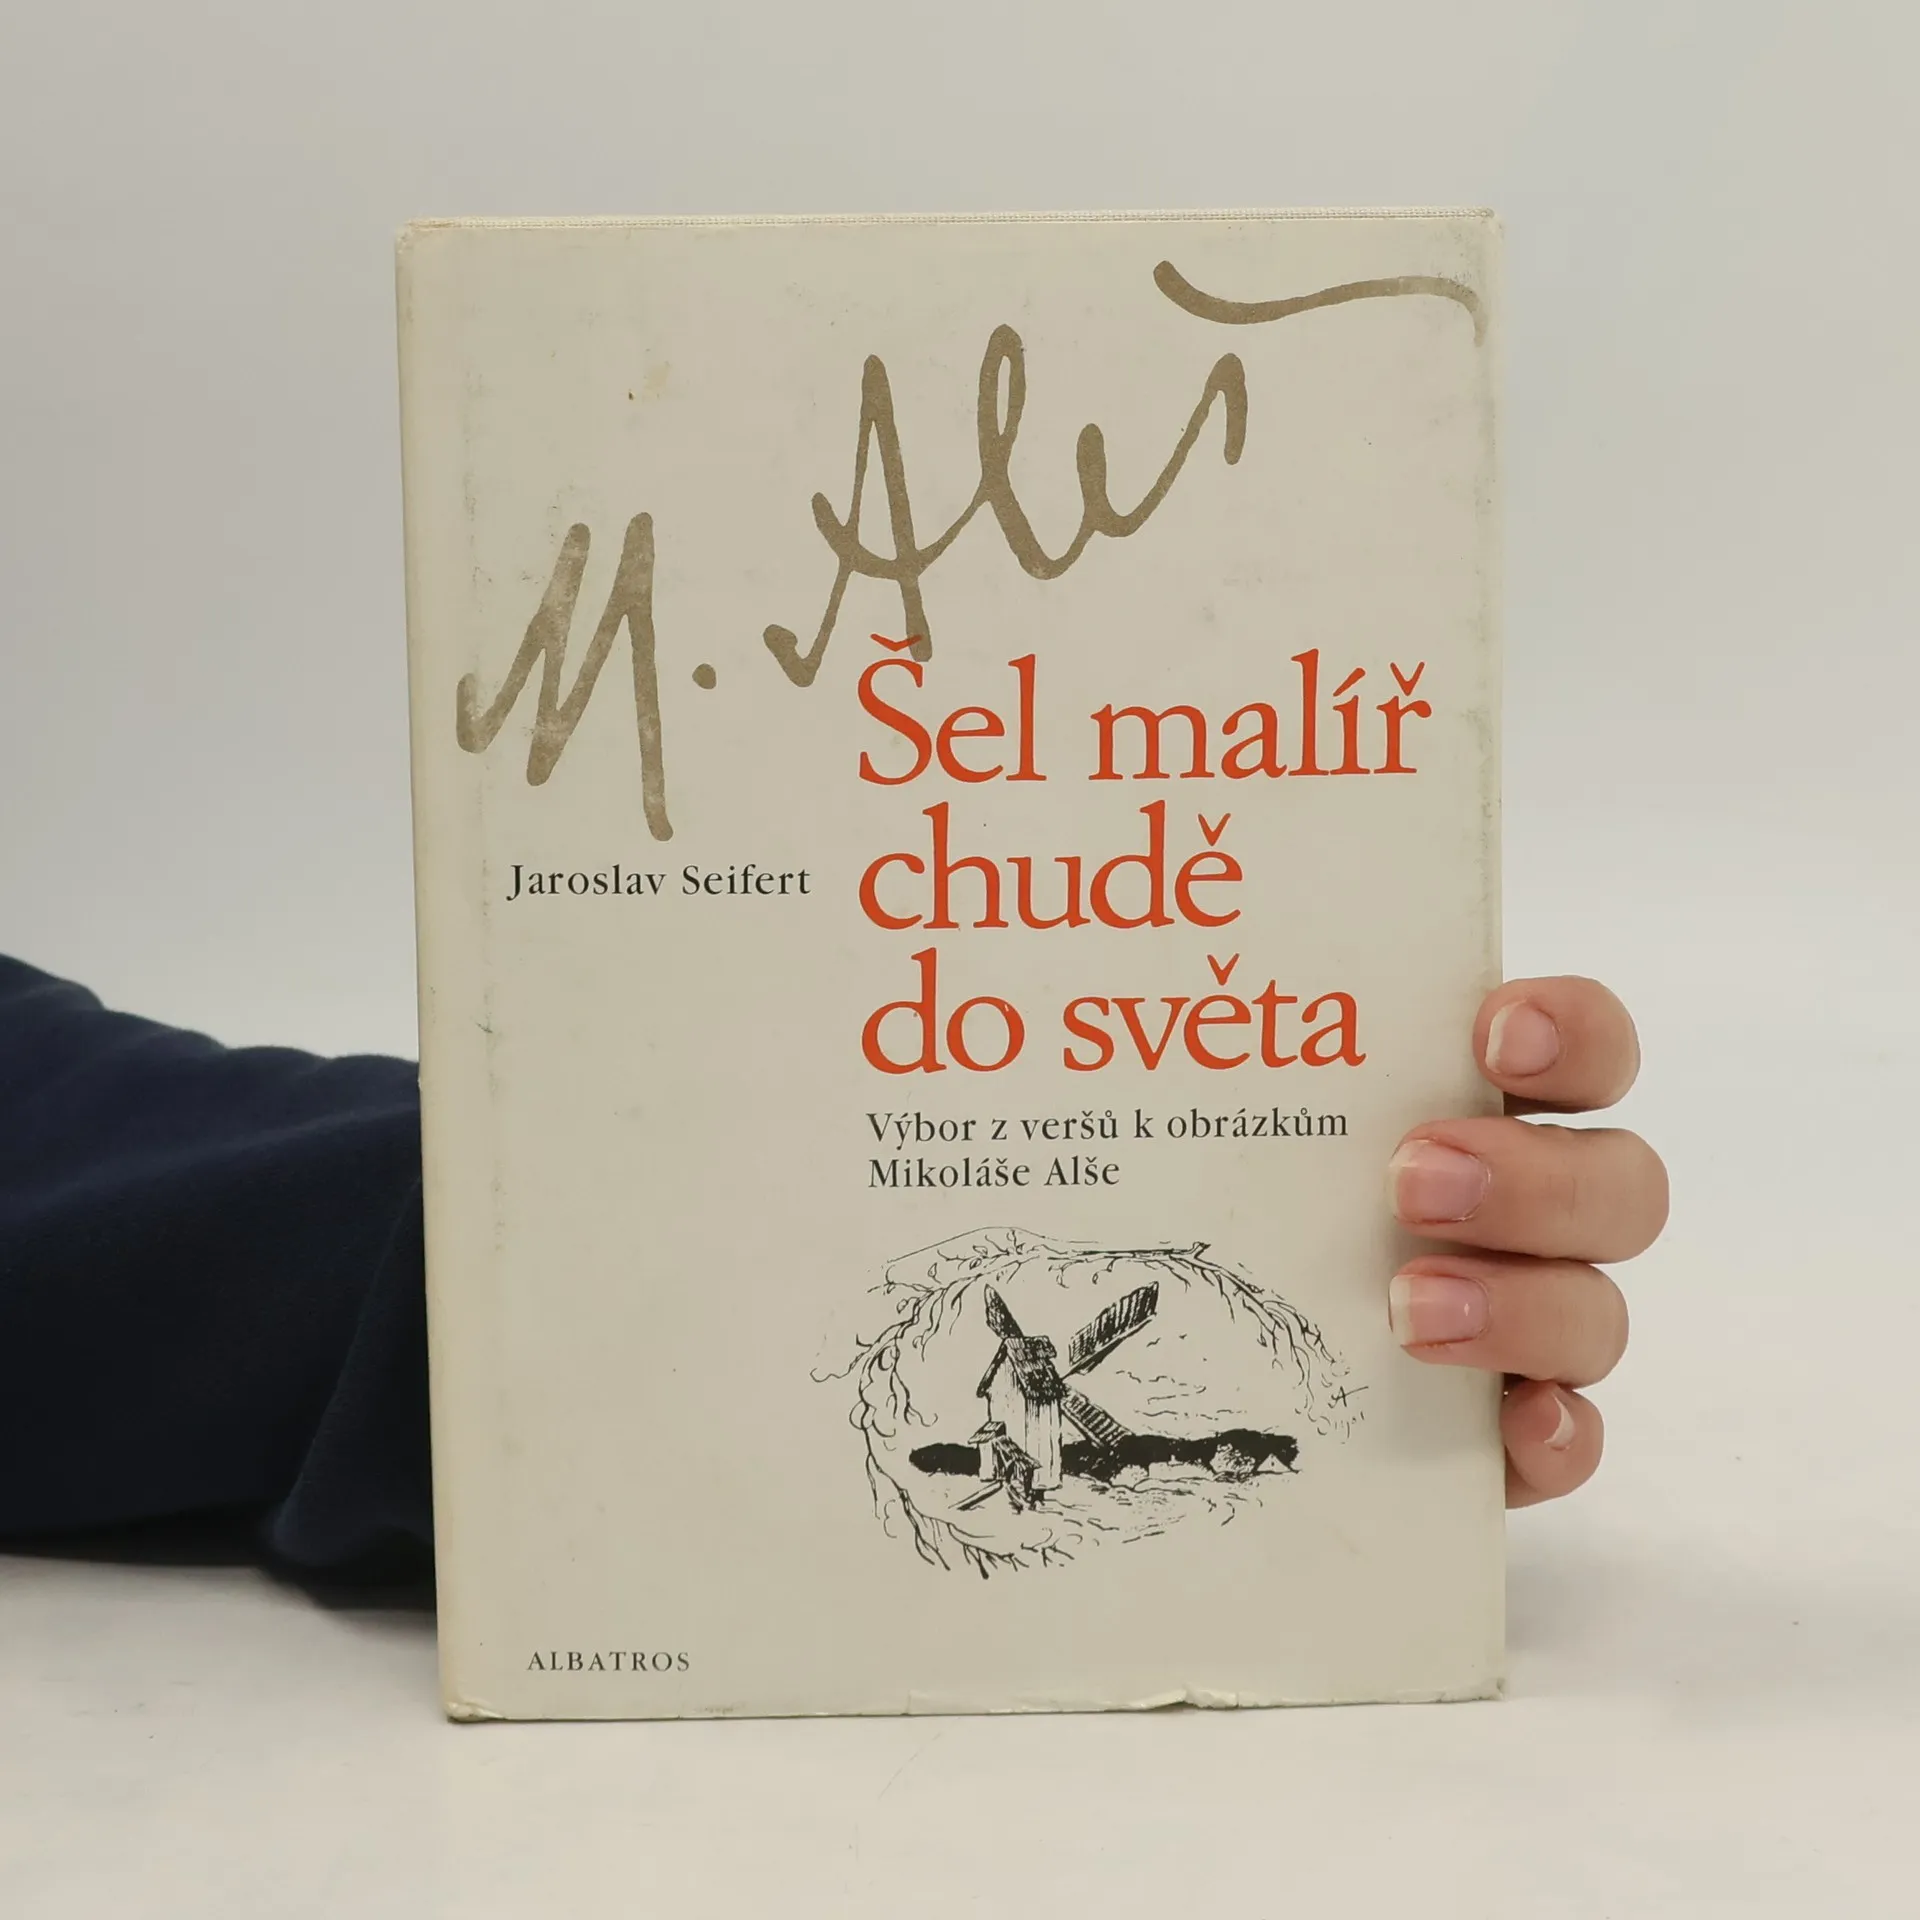 M. Aleš
Šel malíř
chudě
do světa
Jaroslav Seifert
Výbor z veršů k obrázkům
Mikoláše Alše
ALBATROS